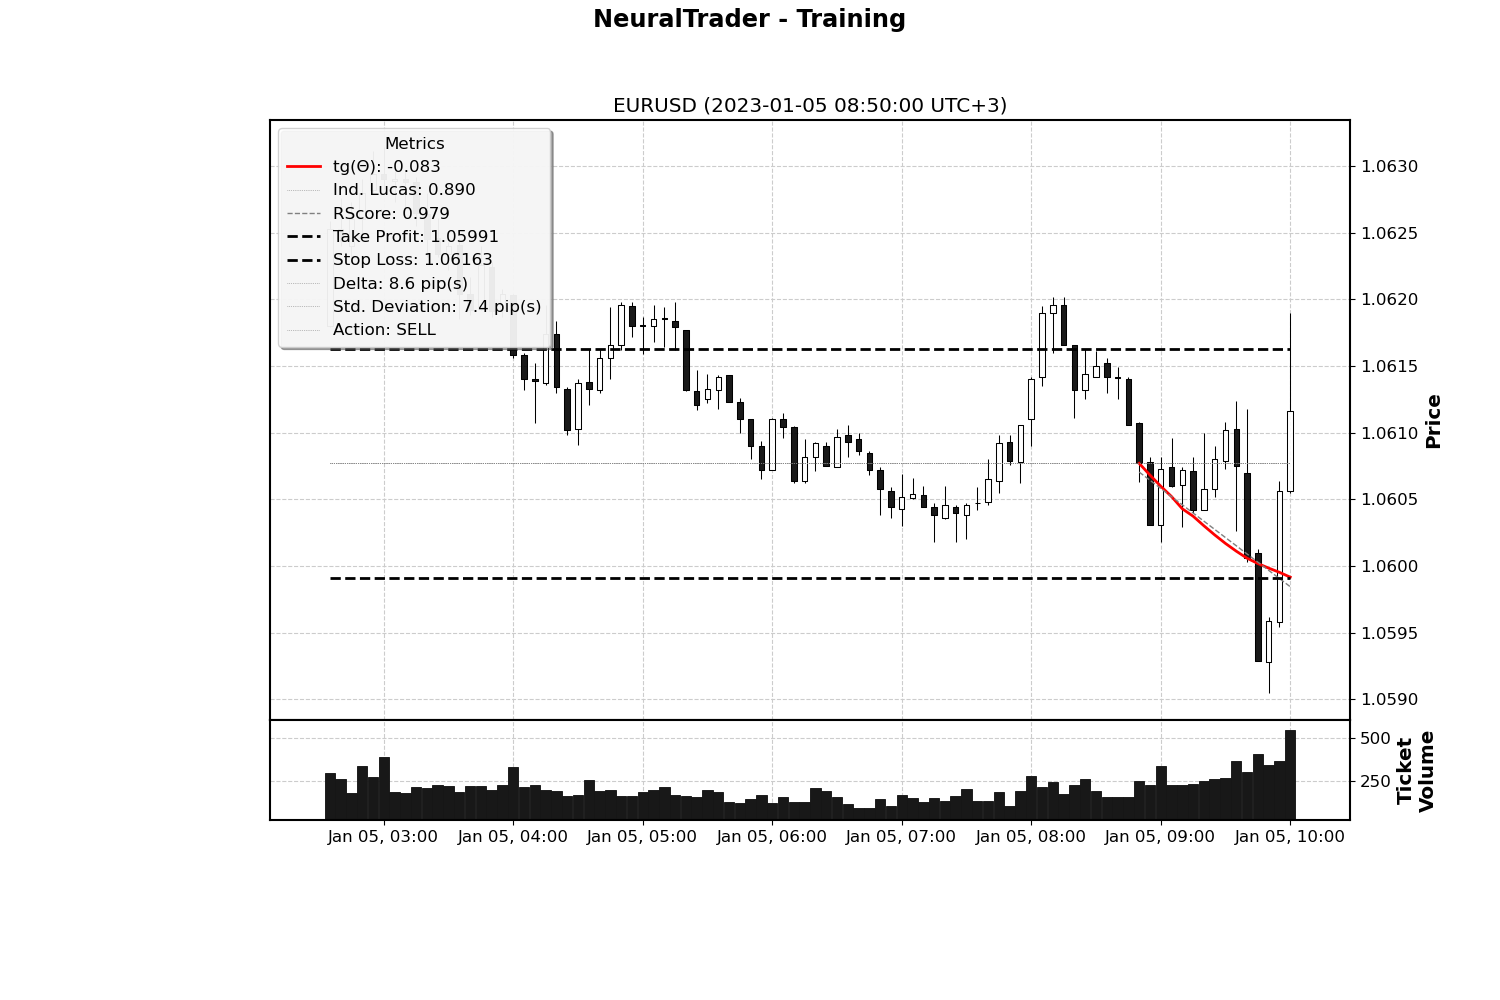 NeuralTrader - Training
EURUSD (2023-01-05 08:50:00 UTC+3)
Metrics
tg(Θ): -0.083
Ind. Lucas: 0.890
RScore: 0.979
Take Profit: 1.05991
Stop Loss: 1.06163
Delta: 8.6 pip(s)
Std. Deviation: 7.4 pip(s)
Action: SELL
1.0630
1.0625
1.0620
1.0615
1.0610
1.0605
1.0600
1.0595
1.0590
Price
500
250
Ticket
Volume
Jan 05, 03:00 Jan 05, 04:00 Jan 05, 05:00 Jan 05, 06:00 Jan 05, 07:00 Jan 05, 08:00 Jan 05, 09:00 Jan 05, 10:00